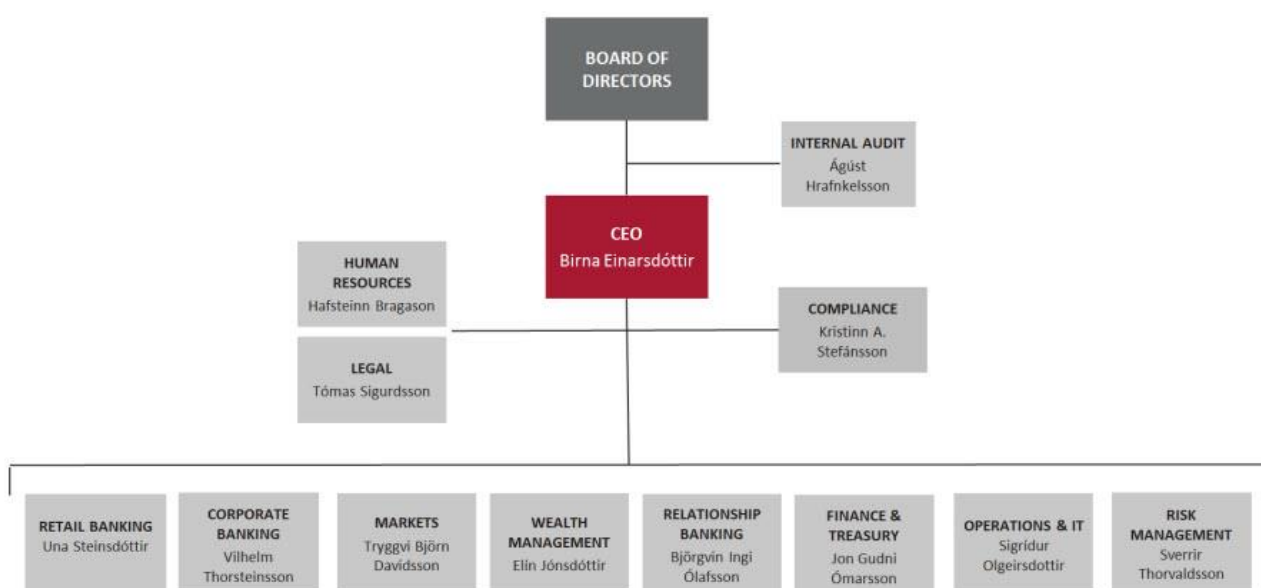 BOARD OF
DIRECTORS
INTERNAL AUDIT
Ágúst
Hrafnkelsson
CEO
Birna Einarsdóttir
HUMAN
RESOURCES
Hafsteinn Bragason
COMPLIANCE
Kristinn A.
Stefánsson
LEGAL
Tómas Sigurdsson
RETAIL BANKING
Una Steinsdóttir
CORPORATE
BANKING
Vilhelm
Thorsteinsson
MARKETS
Tryggvi Björn
Davidsson
WEALTH
MANAGEMENT
Elín Jónsdóttir
RELATIONSHIP
BANKING
Björgvin Ingi
Ólafsson
FINANCE &
TREASURY
Jon Gudni
Ómarsson
OPERATIONS & IT
Sigrídur
Olgeirsdottir
RISK
MANAGEMENT
Sverrir
Thorvaldsson